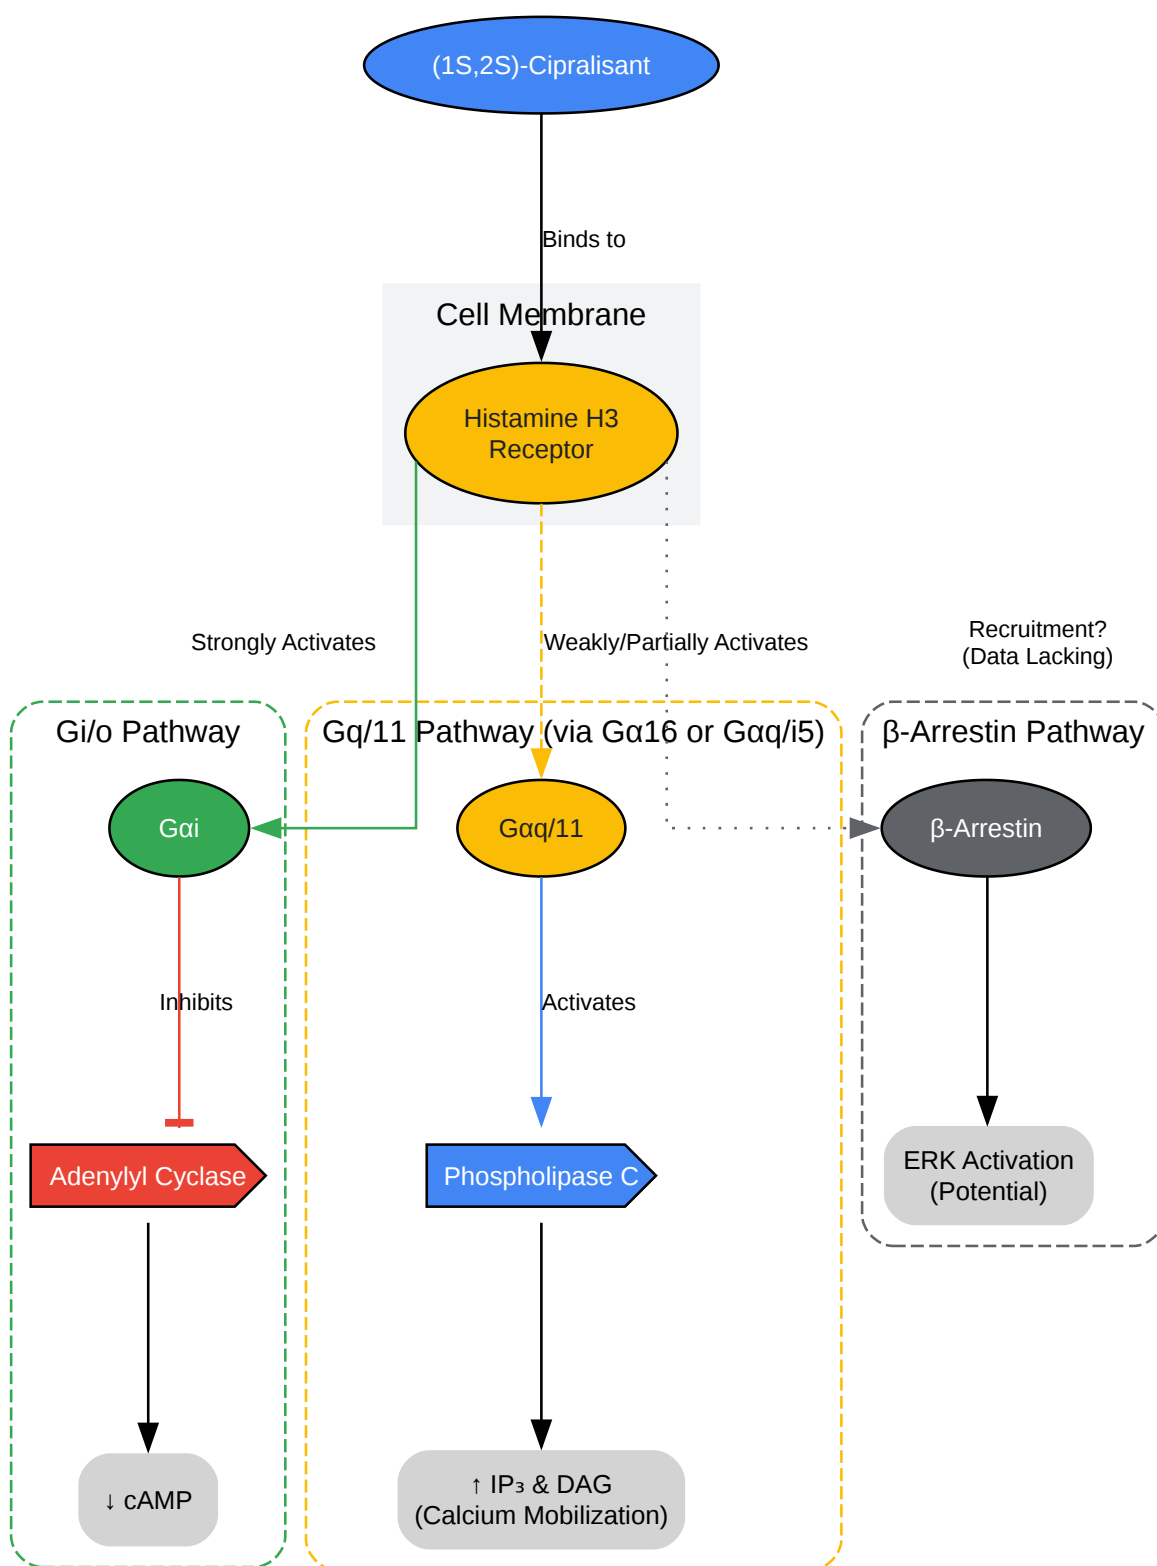 (1S,2S)-Cipralisant
Binds to
Cell Membrane
Histamine H3
Receptor
Strongly Activates
Weakly/Partially Activates
Recruitment?
(Data Lacking)
Gi/o Pathway
Gq/11 Pathway (via Gα16 or Gαq/i5)
β-Arrestin Pathway
Gαi
Gαq/11
β-Arrestin
Inhibits
Activates
Adenylyl Cyclase
Phospholipase C
ERK Activation
(Potential)
↓ cAMP
↑ IP₃ & DAG
(Calcium Mobilization)